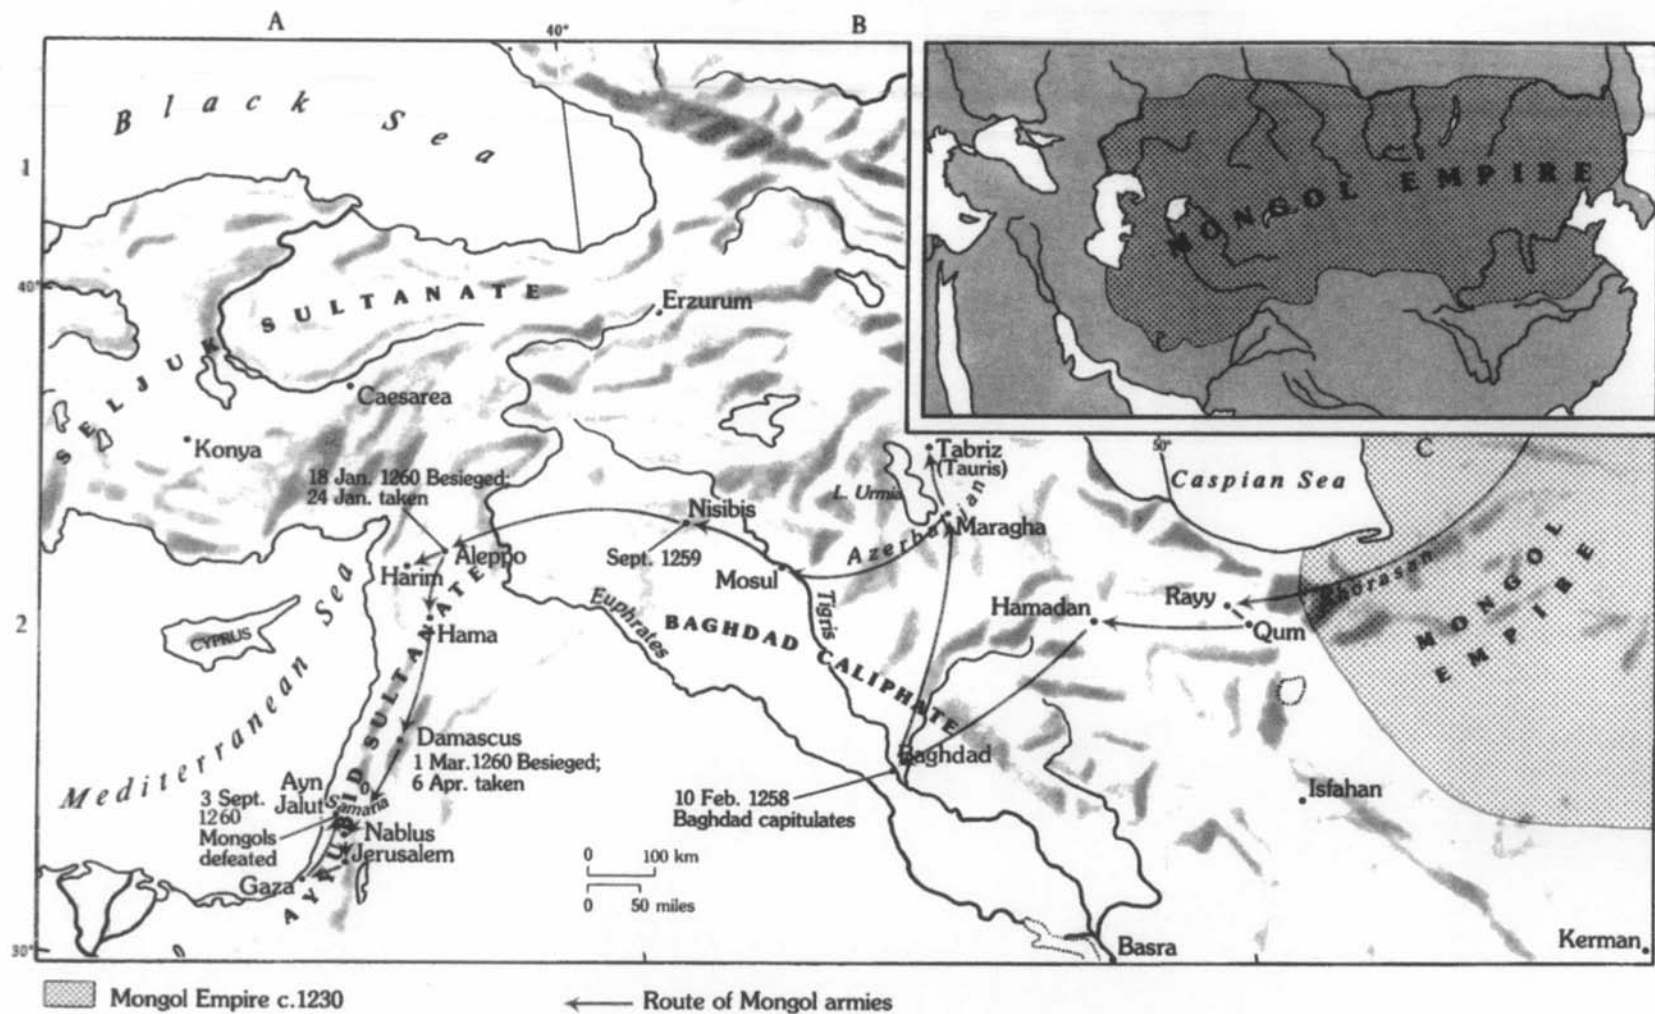 A
B
40°
Black Sea
1
MONGOL EMPIRE
40°
SELJUK SULTANATE
Erzurum
Caesarea
Konya
18 Jan. 1260 Besieged;
24 Jan. taken
Tabriz
(Tauris)
L. Urmia
50°
Caspian Sea
C
Nisibis
Sept. 1259
Azerbaijan
Maragha
Aleppo
Harim
Mosul
Khorasan
MONGOL
EMPIRE
Euphrates
Tigris
Hamadan
Rayy
Qum
2
CYPRUS
Hama
BAGHDAD CALIPHATE
Mediterranean Sea
AYYUBID SULTANATE
Damascus
1 Mar. 1260 Besieged;
6 Apr. taken
Baghdad
10 Feb. 1258
Baghdad capitulates
Isfahan
Ayn
Jalut
3 Sept.
1260
Mongols
defeated
Samaria
Nablus
Jerusalem
Gaza
0 100 km
0 50 miles
30°
Basra
Kerman
Mongol Empire c.1230
Route of Mongol armies